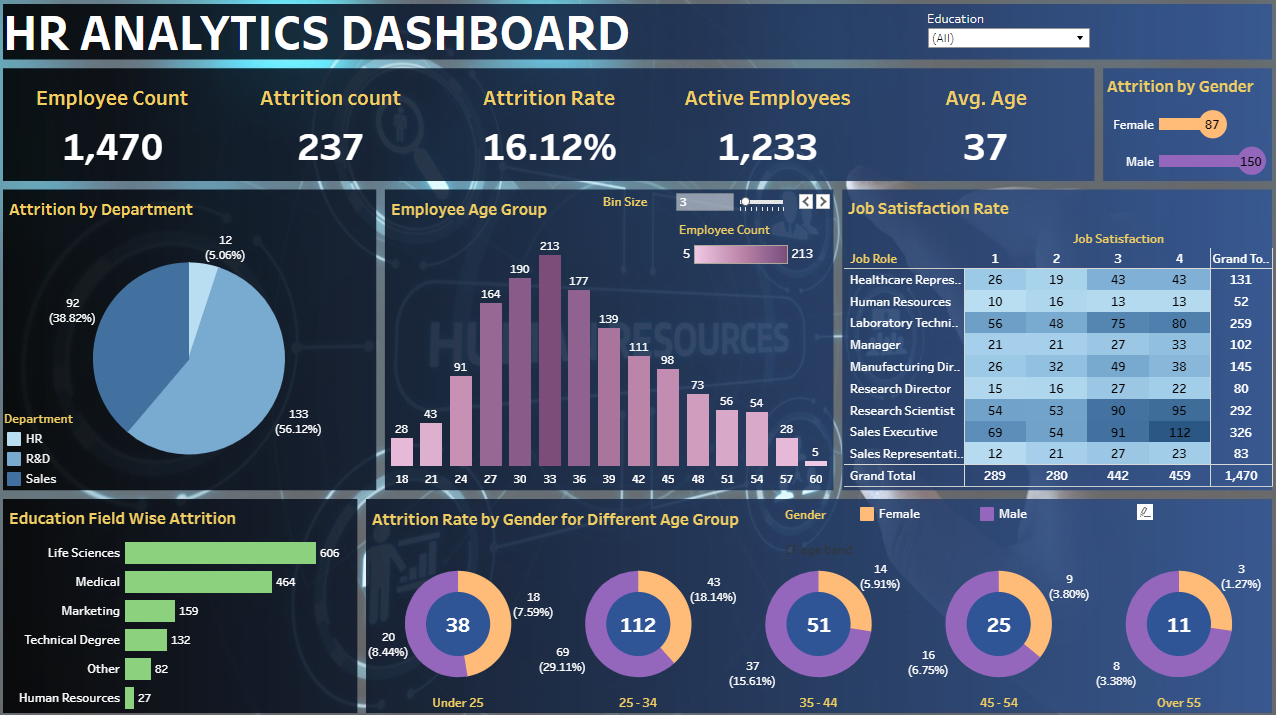 HR ANALYTICS DASHBOARD
Education
(All)
Employee Count
1,470
Attrition count
237
Attrition Rate
16.12%
Active Employees
1,233
Avg. Age
37
Attrition by Gender
Female 87
Male 150
Attrition by Department
12
(5.06%)
92
(38.82%)
133
(56.12%)
Department
HR
R&D
Sales
Employee Age Group
Bin Size 3
Employee Count
5 213
28 43 91 164 190 213 177 139 111 98 73 56 54 28 5
18 21 24 27 30 33 36 39 42 45 48 51 54 57 60
HUMAN RESOURCES
Job Satisfaction Rate
Job Satisfaction
Job Role 1 2 3 4 Grand To..
Healthcare Repres.. 26 19 43 43 131
Human Resources 10 16 13 13 52
Laboratory Techni.. 56 48 75 80 259
Manager 21 21 27 33 102
Manufacturing Dir.. 26 32 49 38 145
Research Director 15 16 27 22 80
Research Scientist 54 53 90 95 292
Sales Executive 69 54 91 112 326
Sales Representati.. 12 21 27 23 83
Grand Total 289 280 442 459 1,470
Education Field Wise Attrition
Life Sciences 606
Medical 464
Marketing 159
Technical Degree 132
Other 82
Human Resources 27
Attrition Rate by Gender for Different Age Group
Gender Female Male
18
(7.59%)
38
20
(8.44%)
Under 25
43
(18.14%)
112
69
(29.11%)
25 - 34
14
(5.91%)
51
37
(15.61%)
35 - 44
9
(3.80%)
25
16
(6.75%)
45 - 54
3
(1.27%)
11
8
(3.38%)
Over 55